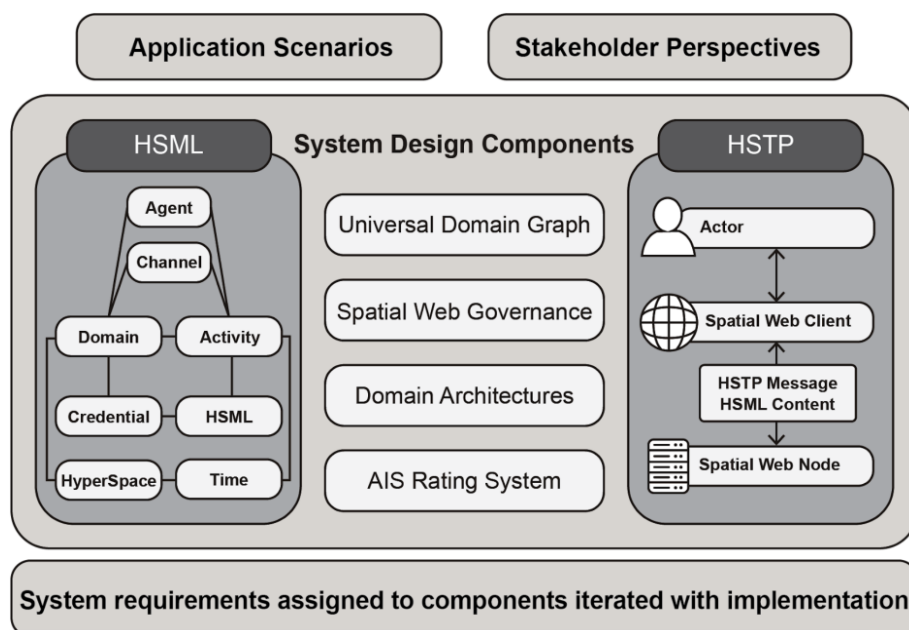 Application Scenarios
Stakeholder Perspectives
System Design Components
HSML
Agent
Channel
Domain
Activity
Credential
HSML
HyperSpace
Time
Universal Domain Graph
Spatial Web Governance
Domain Architectures
AIS Rating System
HSTP
Actor
Spatial Web Client
HSTP Message
HSML Content
Spatial Web Node
System requirements assigned to components iterated with implementation